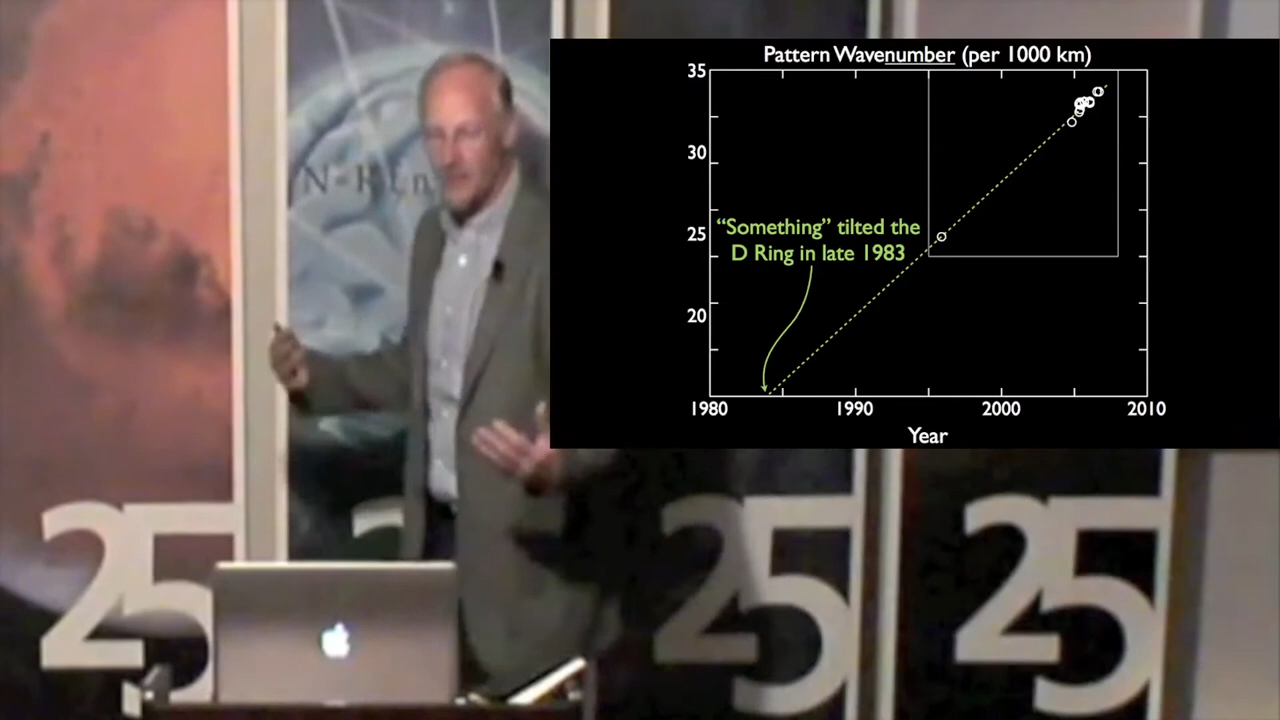 Pattern Wavenumber (per 1000 km)
35
30
25
20
“Something” tilted the
D Ring in late 1983
1980
1990
2000
2010
Year
25
25
25